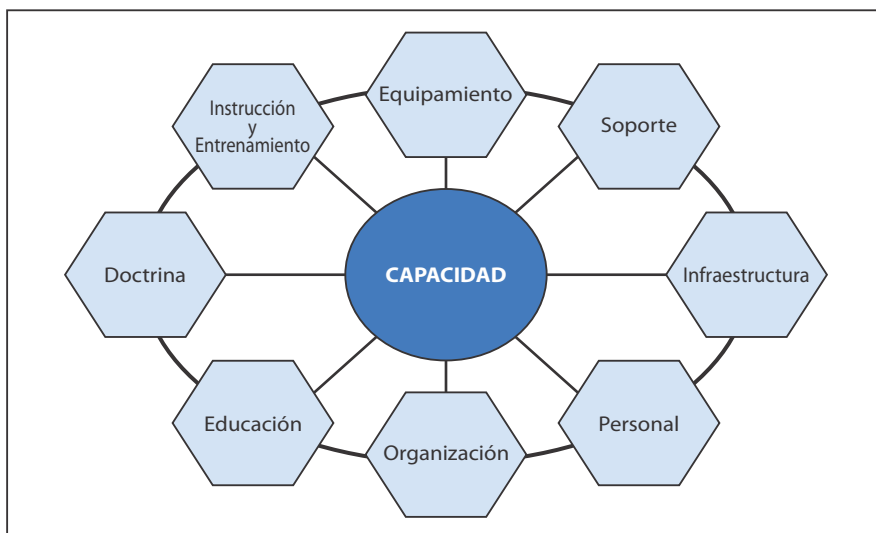 Equipamiento
Instrucción
y
Entrenamiento
Soporte
Doctrina
CAPACIDAD
Infraestructura
Educación
Personal
Organización